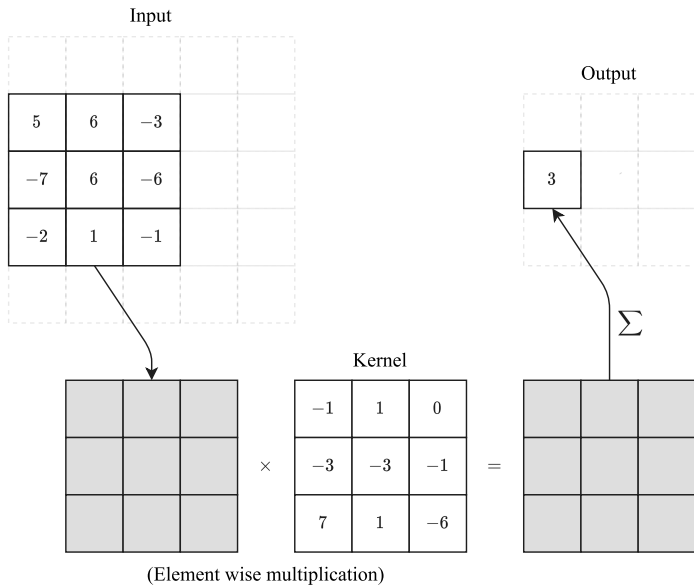 Input
Output
5 6 −3
−7 6 −6
3
−2 1 −1
∑
Kernel
−1 1 0
× −3 −3 −1 =
7 1 −6
(Element wise multiplication)